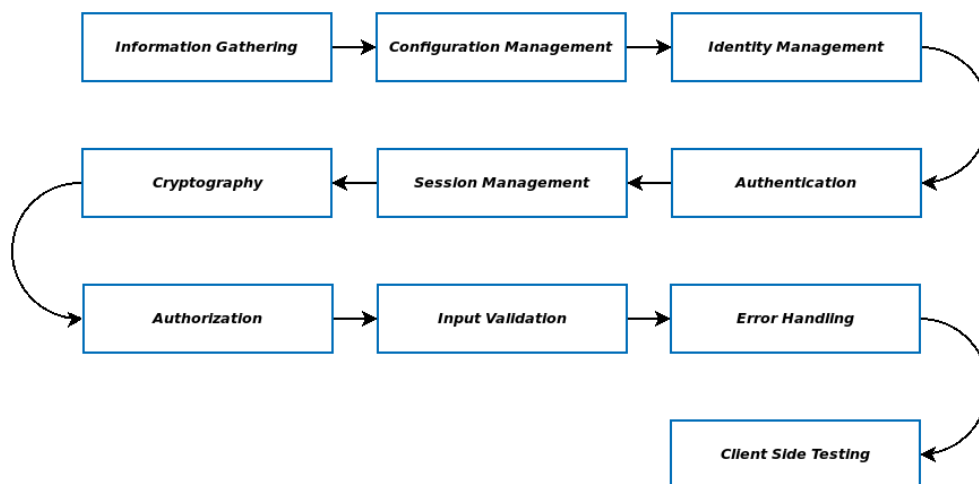 Information Gathering
Configuration Management
Identity Management
Authentication
Session Management
Cryptography
Authorization
Input Validation
Error Handling
Client Side Testing